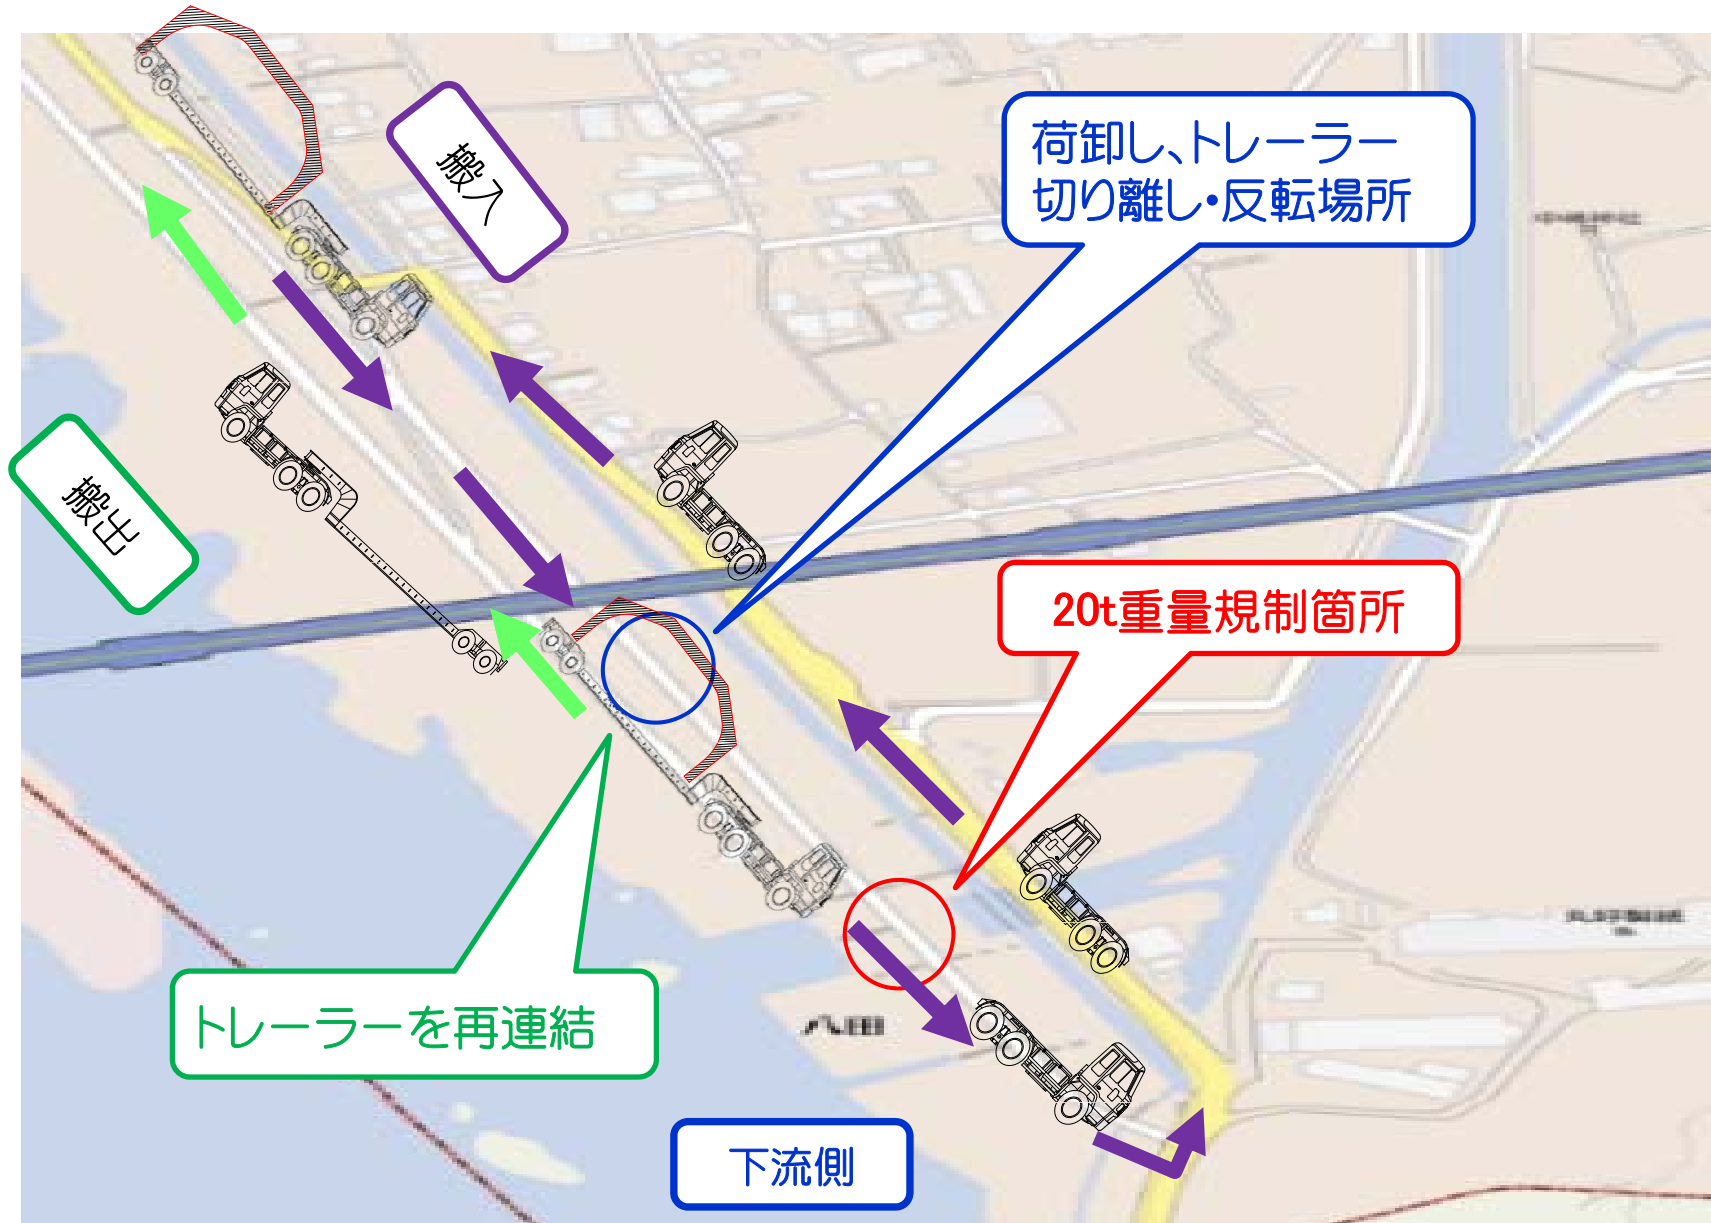 搬入
荷卸し、トレーラー
切り離し・反転場所
搬出
20t重量規制箇所
トレーラーを再連結
下流側